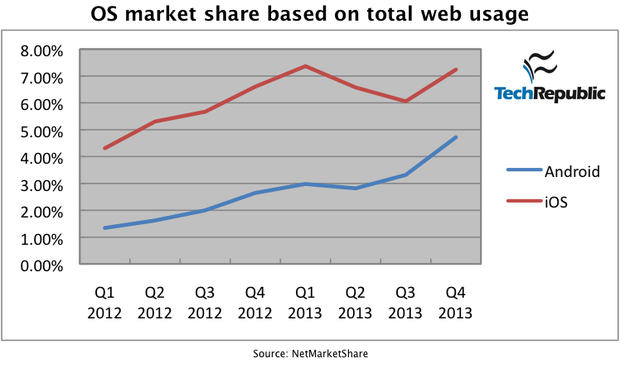 OS market share based on total web usage
8.00%
7.00%
6.00%
5.00%
4.00%
3.00%
2.00%
1.00%
0.00%
Q1 Q2 Q3 Q4 Q1 Q2 Q3 Q4
2012 2012 2012 2012 2013 2013 2013 2013
TechRepublic
Android
iOS
Source: NetMarketShare